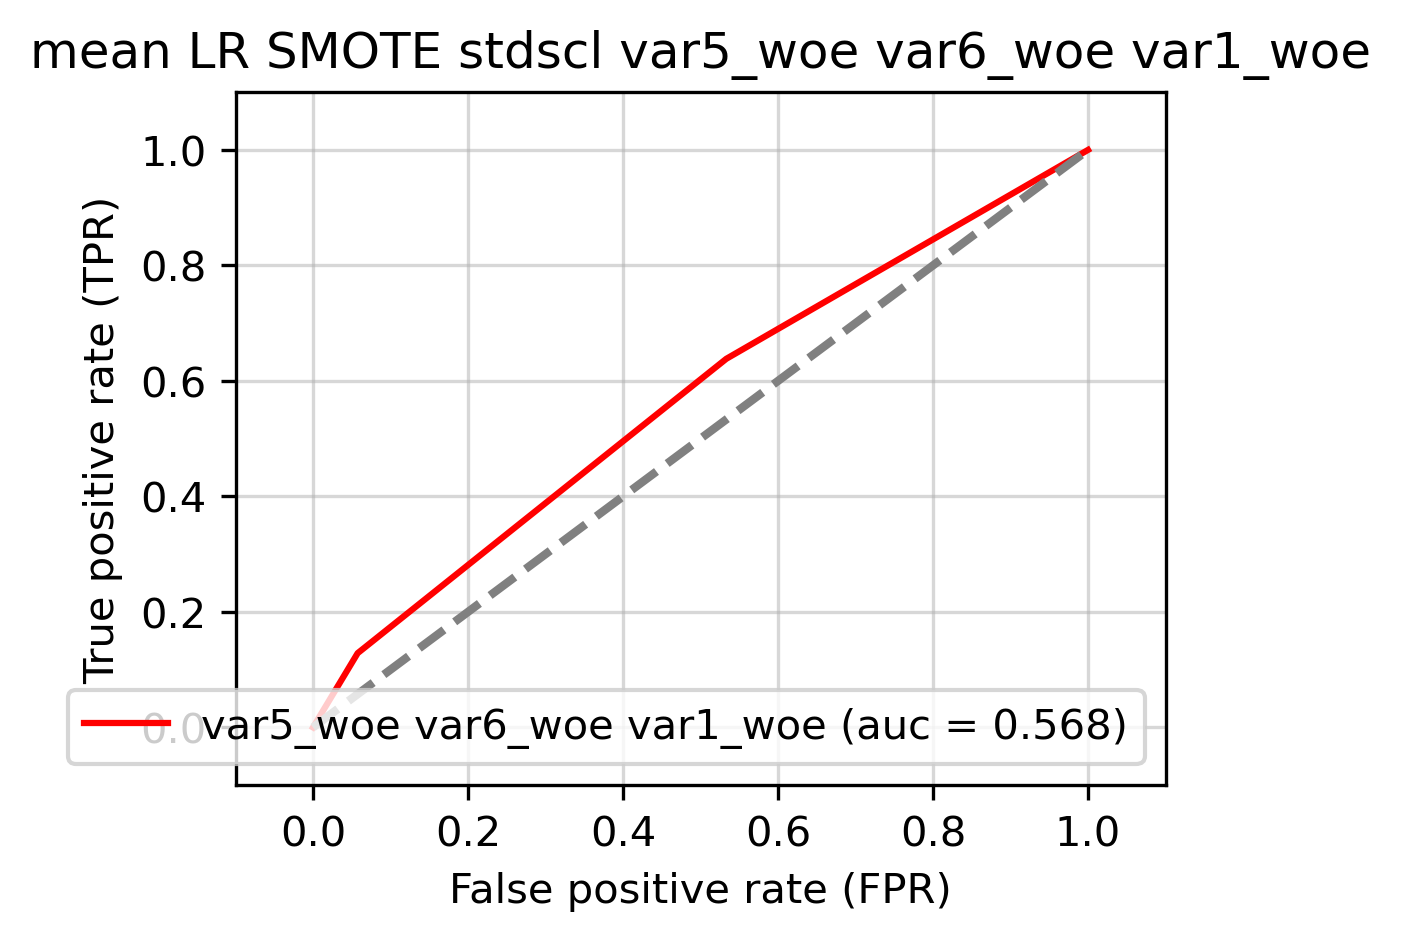 mean LR SMOTE stdscl var5_woe var6_woe var1_woe
True positive rate (TPR)
1.0
0.8
0.6
0.4
0.2
0.0
var5_woe var6_woe var1_woe (auc = 0.568)
0.0 0.2 0.4 0.6 0.8 1.0
False positive rate (FPR)